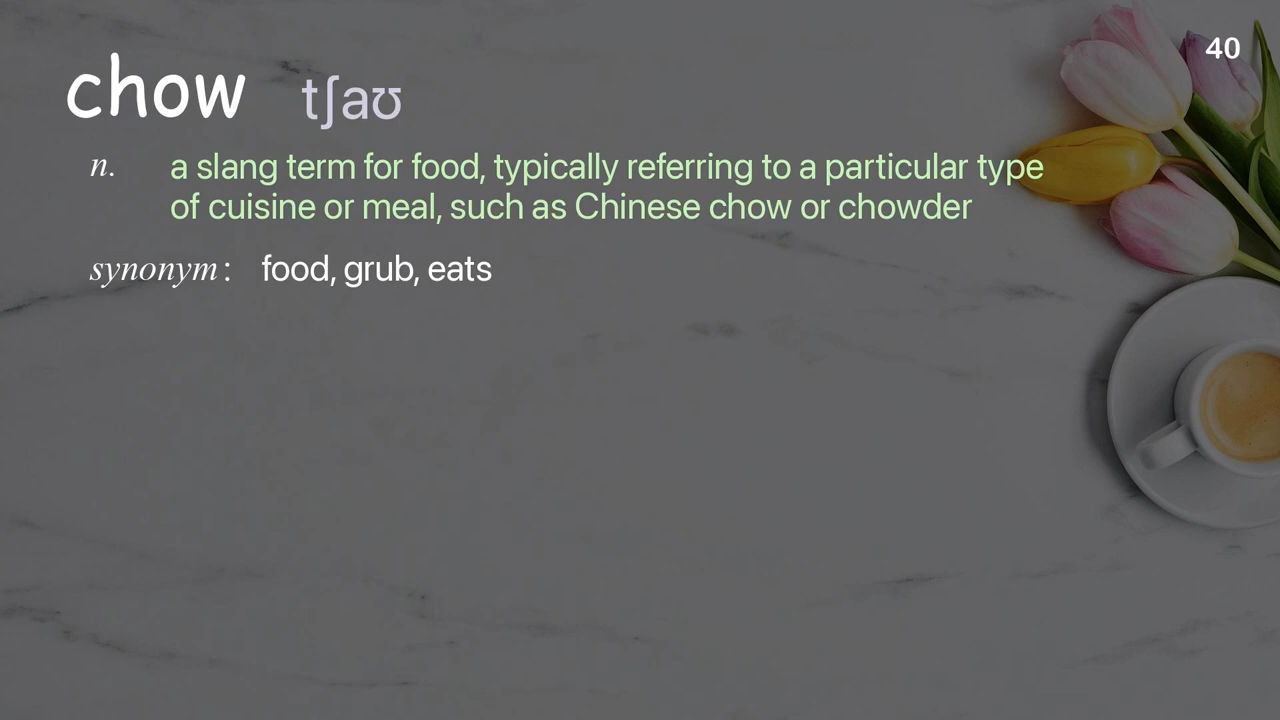 40
chow tʃaʊ
n. a slang term for food, typically referring to a particular type
of cuisine or meal, such as Chinese chow or chowder
synonym: food, grub, eats